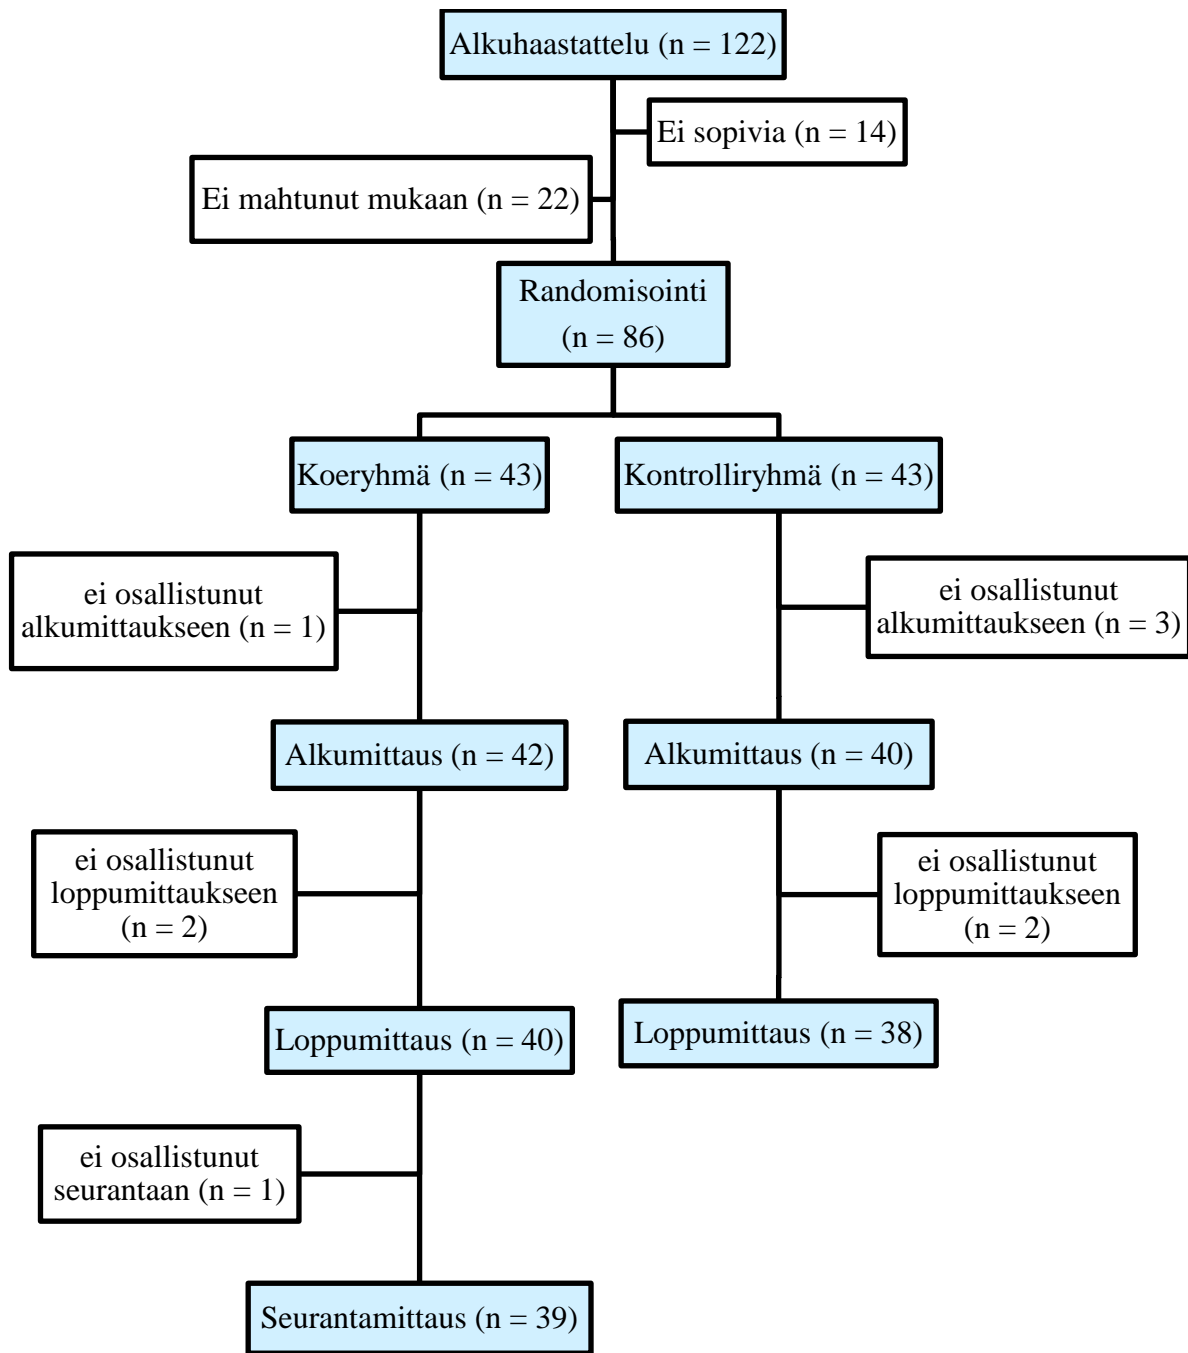 Alkuhaastattelu (n = 122)
Ei sopivia (n = 14)
Ei mahtunut mukaan (n = 22)
Randomisointi
(n = 86)
Koeryhmä (n = 43)
Kontrolliryhmä (n = 43)
ei osallistunut
alkumittaukseen (n = 1)
ei osallistunut
alkumittaukseen (n = 3)
Alkumittaus (n = 42)
Alkumittaus (n = 40)
ei osallistunut
loppumittaukseen
(n = 2)
ei osallistunut
loppumittaukseen
(n = 2)
Loppumittaus (n = 40)
Loppumittaus (n = 38)
ei osallistunut
seurantaan (n = 1)
Seurantamittaus (n = 39)